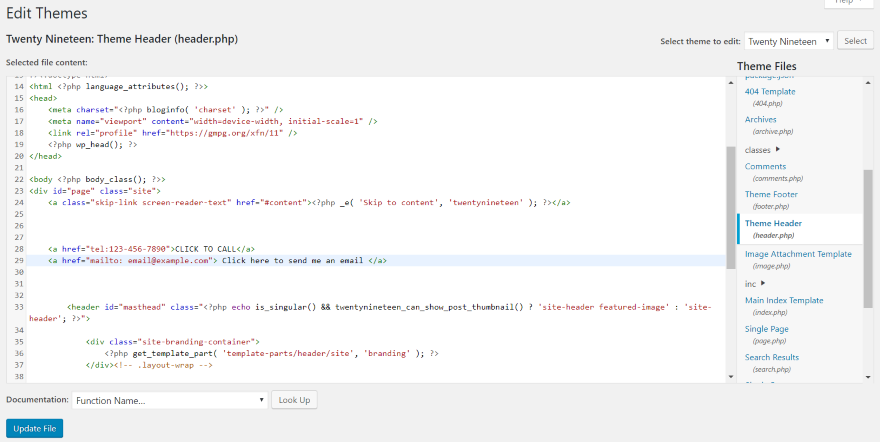 Help
Edit Themes
Twenty Nineteen: Theme Header (header.php)
Select theme to edit: Twenty Nineteen Select
Selected file content:
Theme Files
14 <html <?php language_attributes(); ?>>
15 <head>
16 <meta charset="<?php bloginfo( 'charset' ); ?>" />
17 <meta name="viewport" content="width=device-width, initial-scale=1" />
18 <link rel="profile" href="https://gmpg.org/xfn/11" />
19 <?php wp_head(); ?>
20 </head>
21
22 <body <?php body_class(); ?>>
23 <div id="page" class="site">
24 <a class="skip-link screen-reader-text" href="#content"><?php _e( 'Skip to content', 'twentynineteen' ); ?></a>
25
26
27
28 <a href="tel:123-456-7890">CLICK TO CALL</a>
29 <a href="mailto: email@example.com"> Click here to send me an email </a>
30
31
32
33 <header id="masthead" class="<?php echo is_singular() && twentynineteen_can_show_post_thumbnail() ? 'site-header featured-image' : 'site-
header'; ?>">
34
35 <div class="site-branding-container">
36 <?php get_template_part( 'template-parts/header/site', 'branding' ); ?>
37 </div><!-- .layout-wrap -->
38
package.json
404 Template
(404.php)
Archives
(archive.php)
classes
Comments
(comments.php)
Theme Footer
(footer.php)
Theme Header
(header.php)
Image Attachment Template
(image.php)
inc
Main Index Template
(index.php)
Single Page
(page.php)
Search Results
(search.php)
Documentation: Function Name... Look Up
Update File